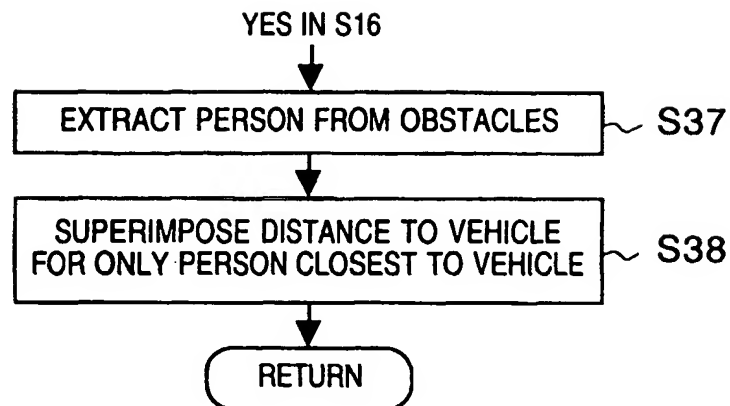 YES IN S16
EXTRACT PERSON FROM OBSTACLES
S37
SUPERIMPOSE DISTANCE TO VEHICLE
FOR ONLY PERSON CLOSEST TO VEHICLE
S38
RETURN